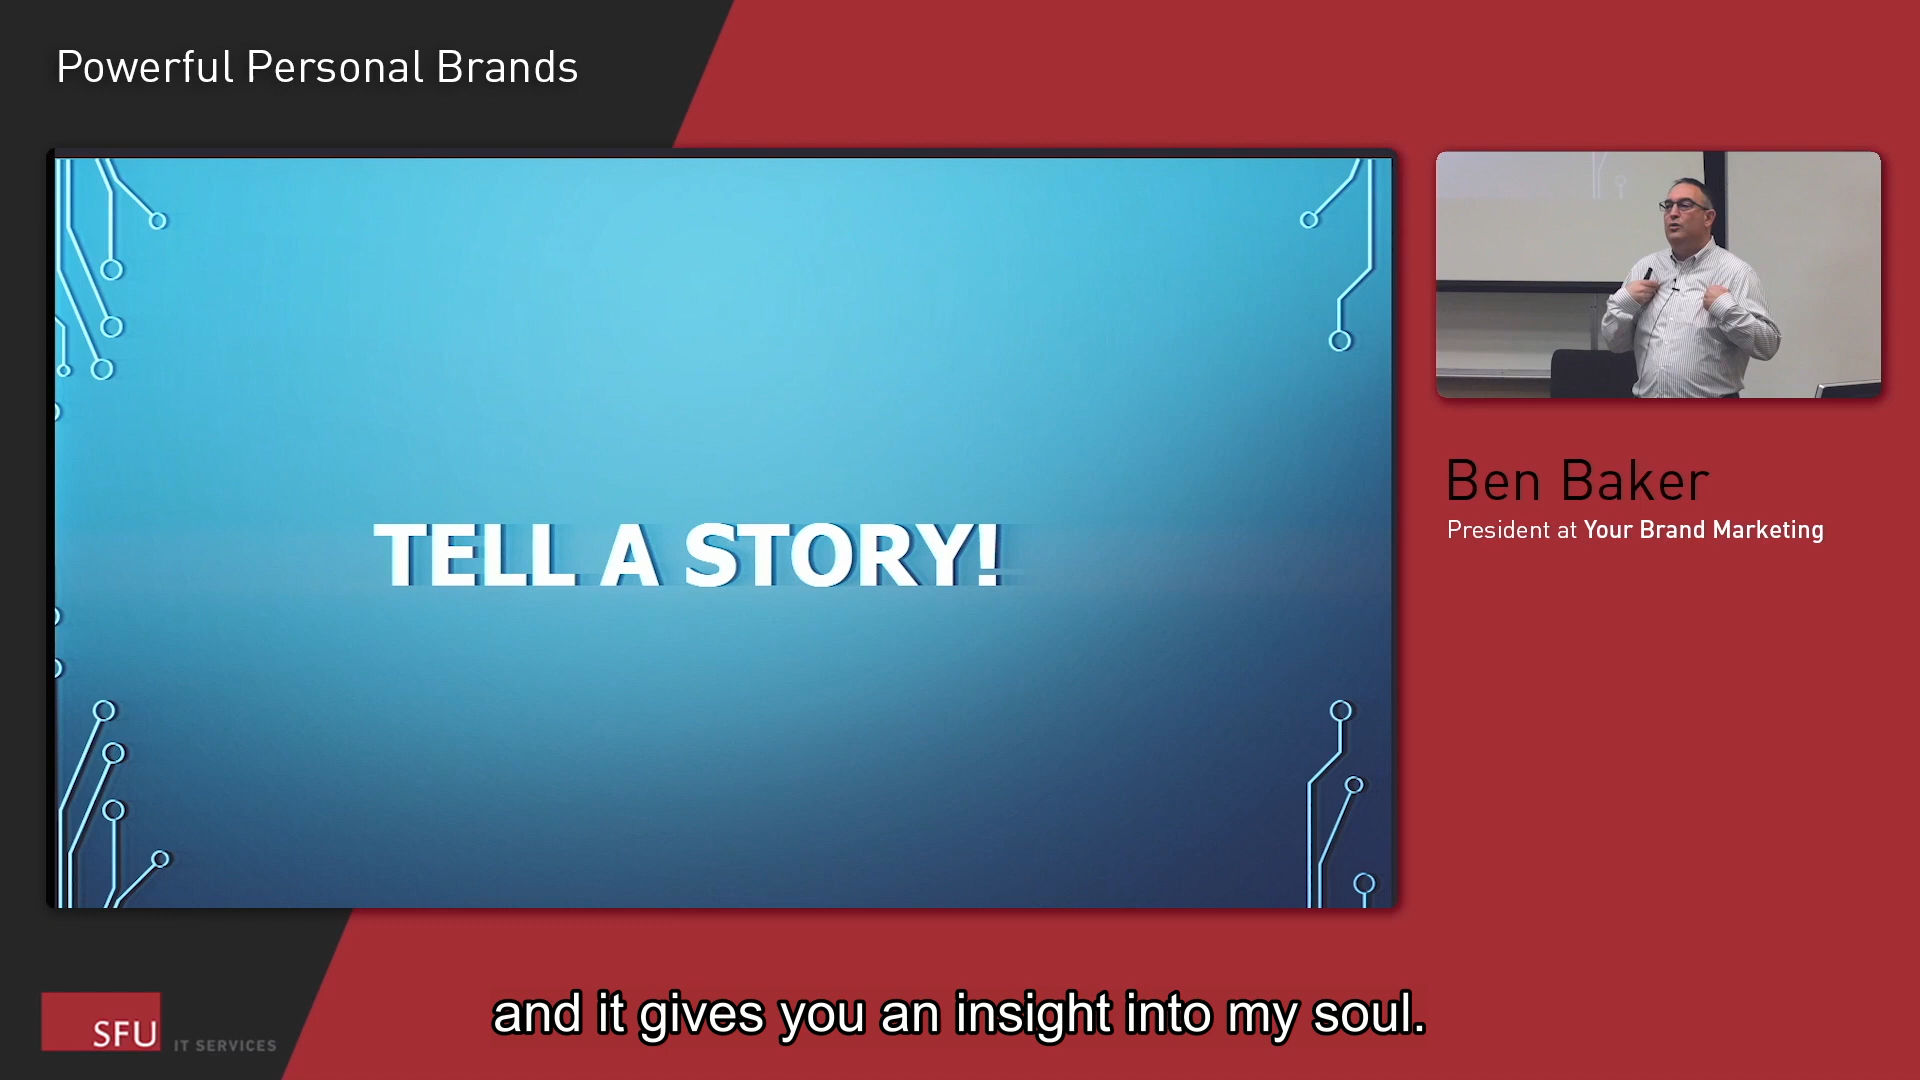 Powerful Personal Brands
TELL A STORY!
Ben Baker
President at Your Brand Marketing
and it gives you an insight into my soul.
SFU IT SERVICES